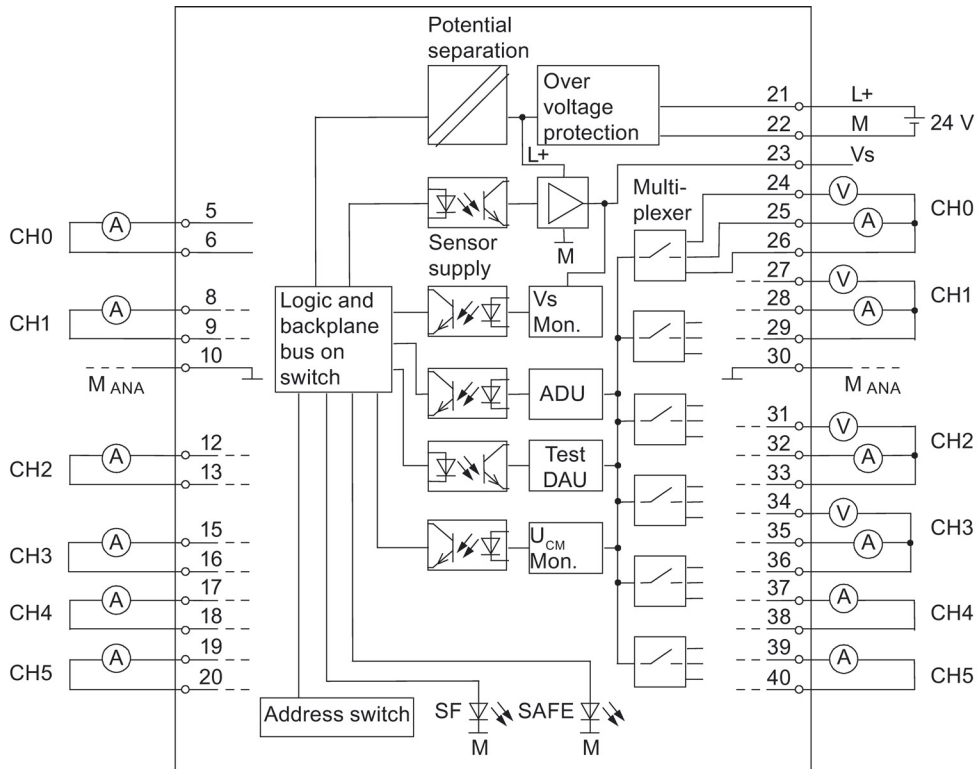 Potential
separation
Over
voltage
protection
21
L+
22
M
24 V
23
Vs
L+
24
V
Multi-
plexer
25
A
CH0
26
5
A
CH0
6
M
27
V
Sensor
supply
28
A
CH1
29
Vs
Mon.
8
A
CH1
9
Logic and
backplane
bus on
switch
10
M ANA
30
M ANA
ADU
31
V
32
A
CH2
33
12
A
CH2
13
Test
DAU
34
V
35
A
CH3
36
15
A
CH3
16
UCM
Mon.
17
A
CH4
18
37
A
CH4
38
19
A
CH5
20
39
A
CH5
40
Address switch
SF
SAFE
M
M